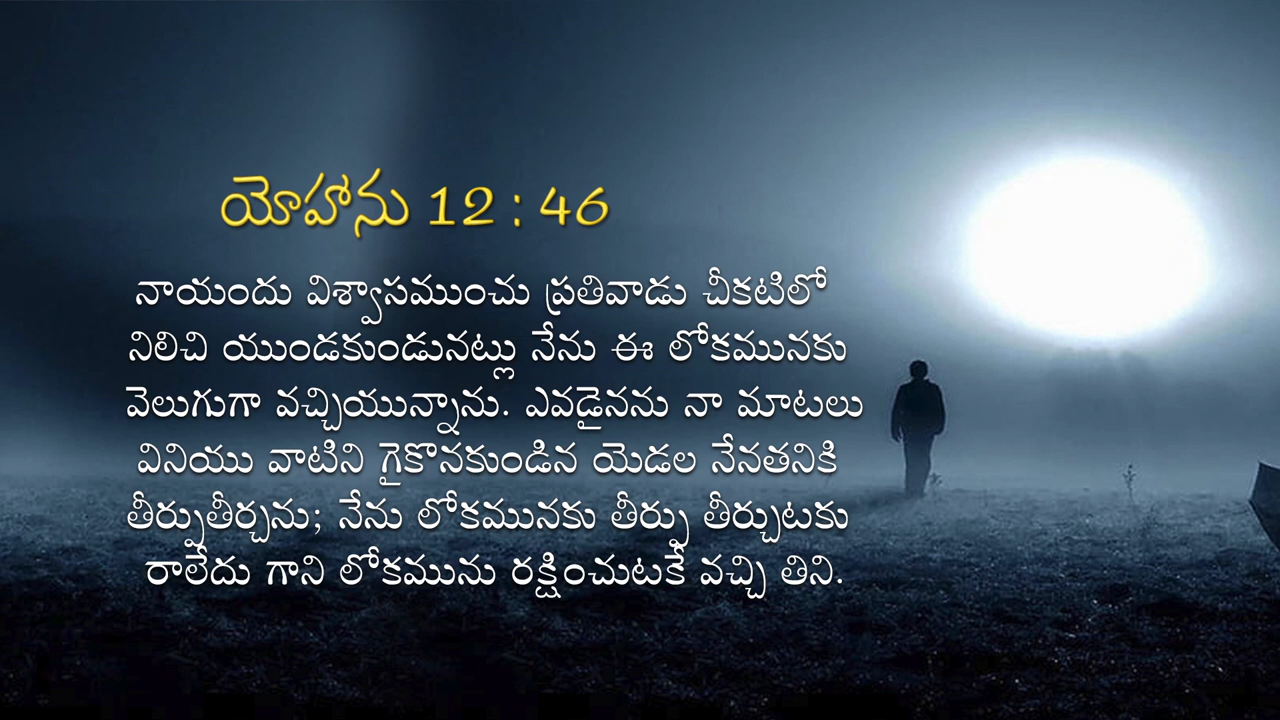 యోహాను 12 : 46
నాయందు విశ్వాసముంచు ప్రతివాడు చీకటిలో
నిలిచి యుండకుండునట్లు నేను ఈ లోకమునకు
వెలుగుగా వచ్చియున్నాను. ఎవడైనను నా మాటలు
వినియు వాటిని గైకొనకుండిన యెడల నేనతనికి
తీర్పుతీర్చను; నేను లోకమునకు తీర్పు తీర్చుటకు
రాలేదు గాని లోకమును రక్షించుటకే వచ్చి తిని.